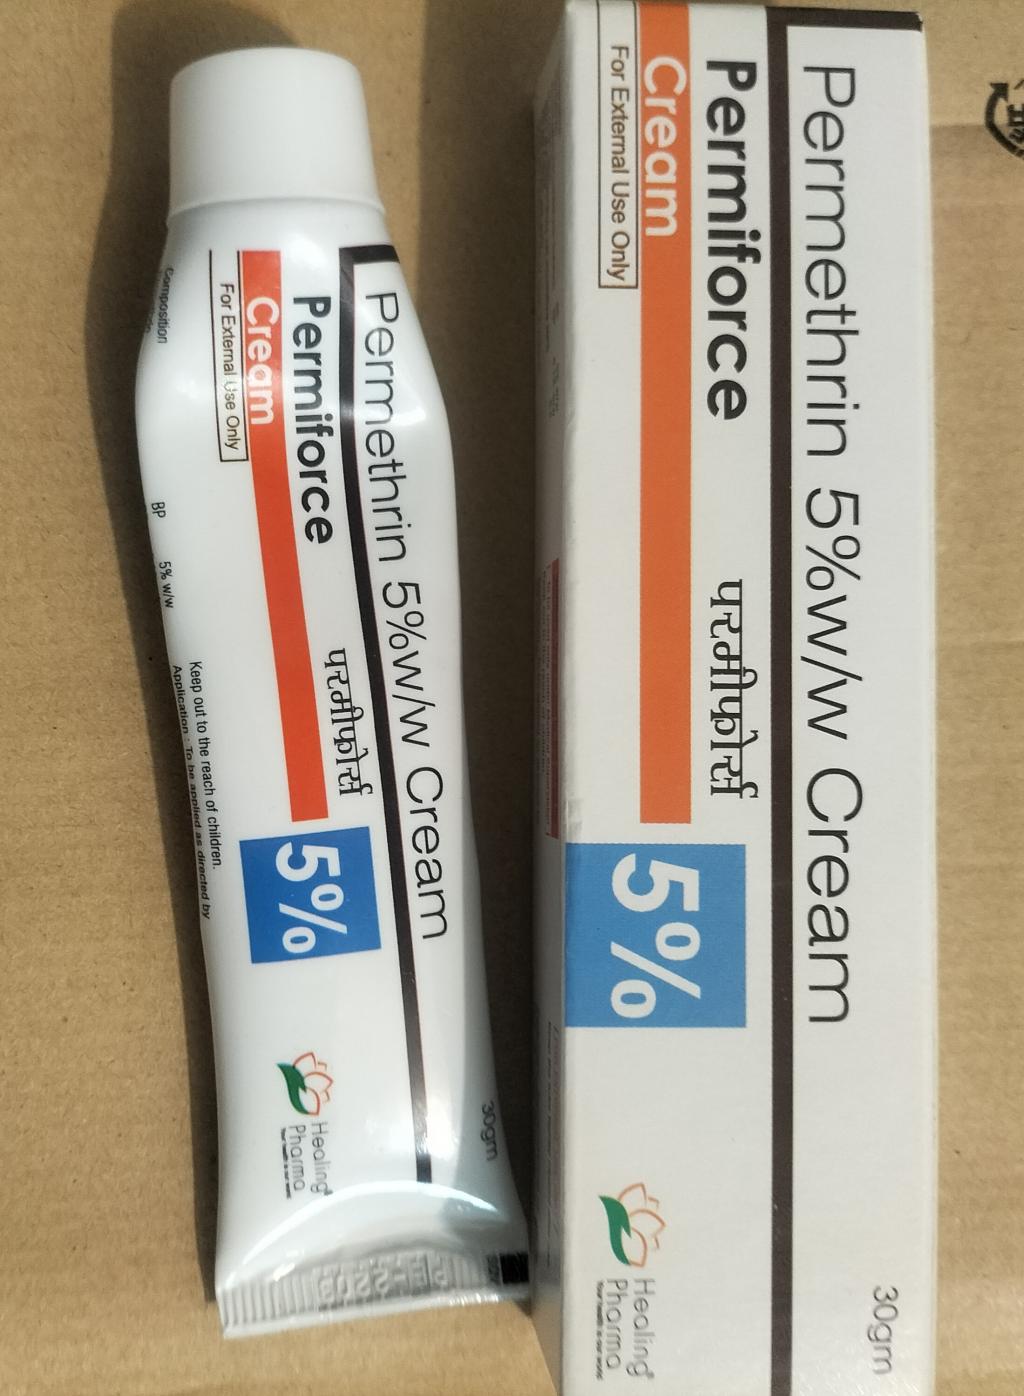 Permethrin 5%w/w Cream
Permiforce परमीफोर्स
Cream
For External Use Only
5%
30gm
Healing
Pharma
Permethrin 5%w/w Cream
Permiforce परमीफोर्स
Cream
For External Use Only
5%
30gm
Healing
Pharma
Composition
BP 5% w/w
Keep out to the reach of children.
Application : To be applied as directed by